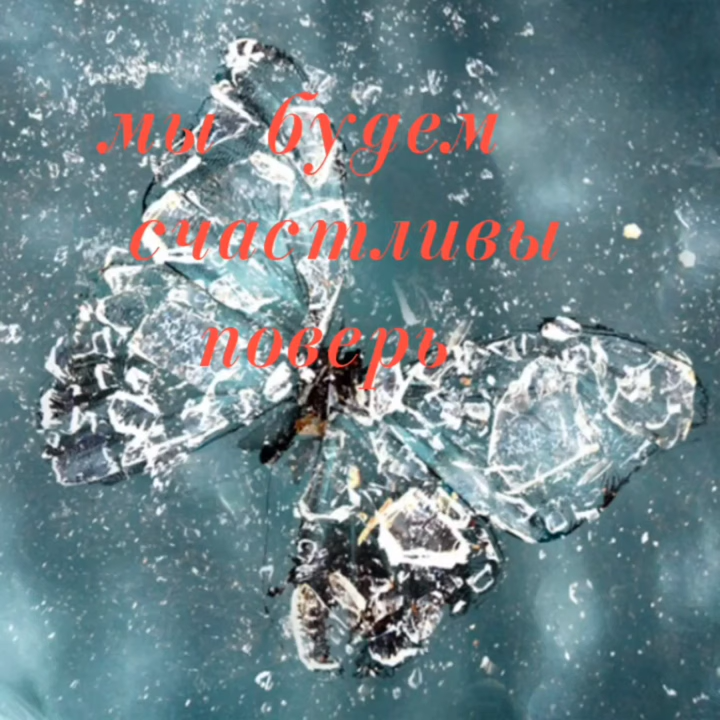 мы будем
счастливы
поверь